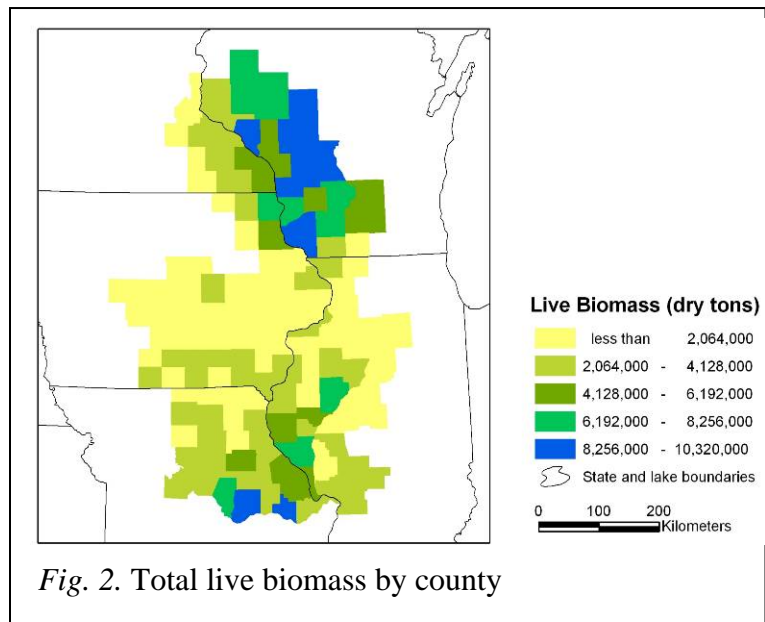 Live Biomass (dry tons)
less than 2,064,000
2,064,000 - 4,128,000
4,128,000 - 6,192,000
6,192,000 - 8,256,000
8,256,000 - 10,320,000
State and lake boundaries
0 100 200
Kilometers
Fig. 2. Total live biomass by county